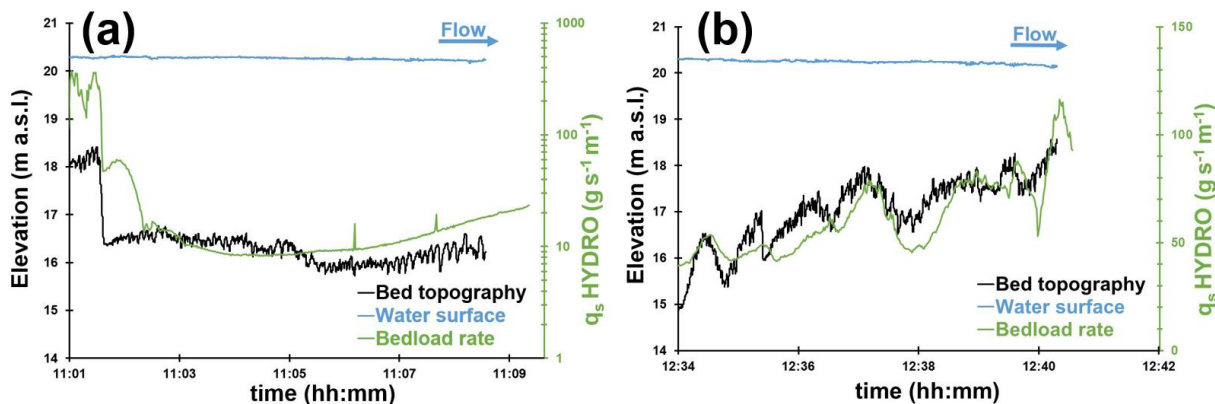 (a)
Flow
Elevation (m a.s.l.)
21
20
19
18
17
16
15
14
1000
100
10
1
qs HYDRO (g s-1 m-1)
Bed topography
Water surface
Bedload rate
11:01
11:03
11:05
11:07
11:09
time (hh:mm)
(b)
Flow
Elevation (m a.s.l.)
21
20
19
18
17
16
15
14
150
100
50
0
qs HYDRO (g s-1 m-1)
Bed topography
Water surface
Bedload rate
12:34
12:36
12:38
12:40
12:42
time (hh:mm)